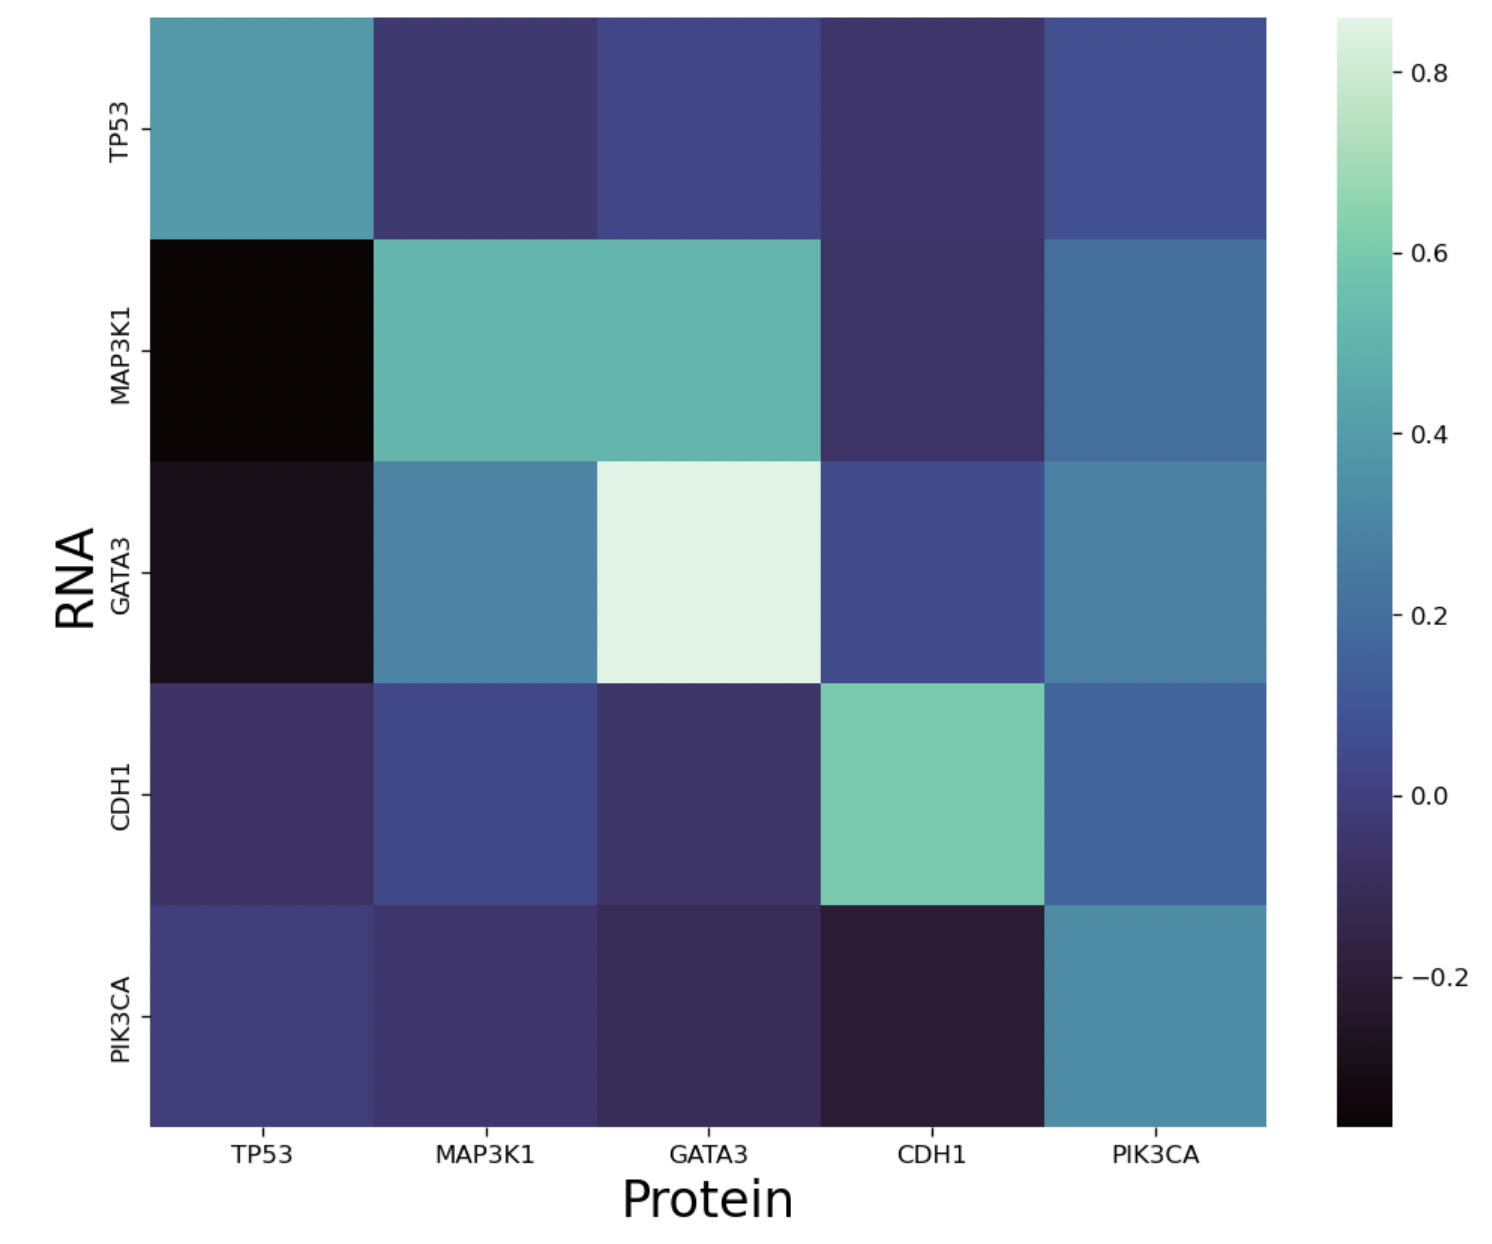 TP53
MAP3K1
GATA3
CDH1
PIK3CA
RNA
TP53
MAP3K1
GATA3
CDH1
PIK3CA
Protein
0.8
0.6
0.4
0.2
0.0
−0.2